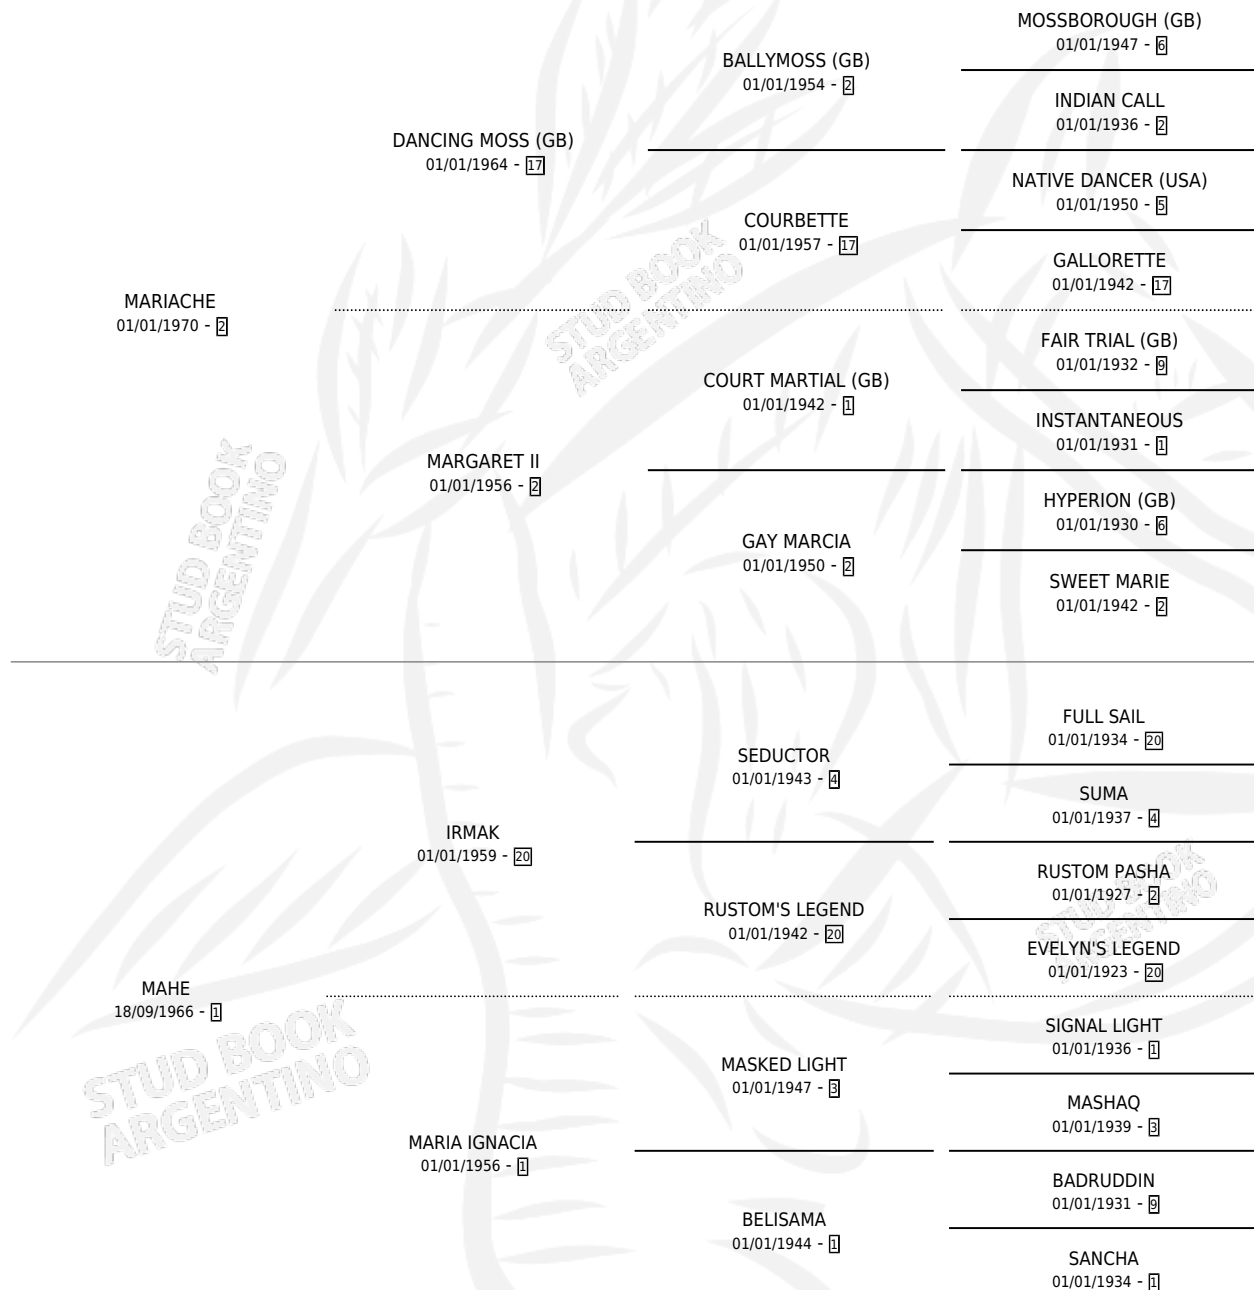 MOSSBOROUGH (GB)
01/01/1947 - 6
BALLYMOSS (GB)
01/01/1954 - 2
INDIAN CALL
01/01/1936 - 2
DANCING MOSS (GB)
01/01/1964 - 17
NATIVE DANCER (USA)
01/01/1950 - 5
COURBETTE
01/01/1957 - 17
GALLORETTE
01/01/1942 - 17
MARIACHE
01/01/1970 - 2
FAIR TRIAL (GB)
01/01/1932 - 9
COURT MARTIAL (GB)
01/01/1942 - 1
INSTANTANEOUS
01/01/1931 - 1
MARGARET II
01/01/1956 - 2
HYPERION (GB)
01/01/1930 - 6
GAY MARCIA
01/01/1950 - 2
SWEET MARIE
01/01/1942 - 2
STUD BOOK
ARGENTINO
STUD BOOK
ARGENTINO
FULL SAIL
01/01/1934 - 20
SEDUCTOR
01/01/1943 - 4
SUMA
01/01/1937 - 4
IRMAK
01/01/1959 - 20
RUSTOM PASHA
01/01/1927 - 2
RUSTOM'S LEGEND
01/01/1942 - 20
EVELYN'S LEGEND
01/01/1923 - 20
STUD BOOK
ARGENTINO
MAHE
18/09/1966 - 1
SIGNAL LIGHT
01/01/1936 - 1
MASKED LIGHT
01/01/1947 - 3
MASHAQ
01/01/1939 - 3
MARIA IGNACIA
01/01/1956 - 1
BADRUDDIN
01/01/1931 - 9
BELISAMA
01/01/1944 - 1
SANCHA
01/01/1934 - 1
STUD BOOK
ARGENTINO